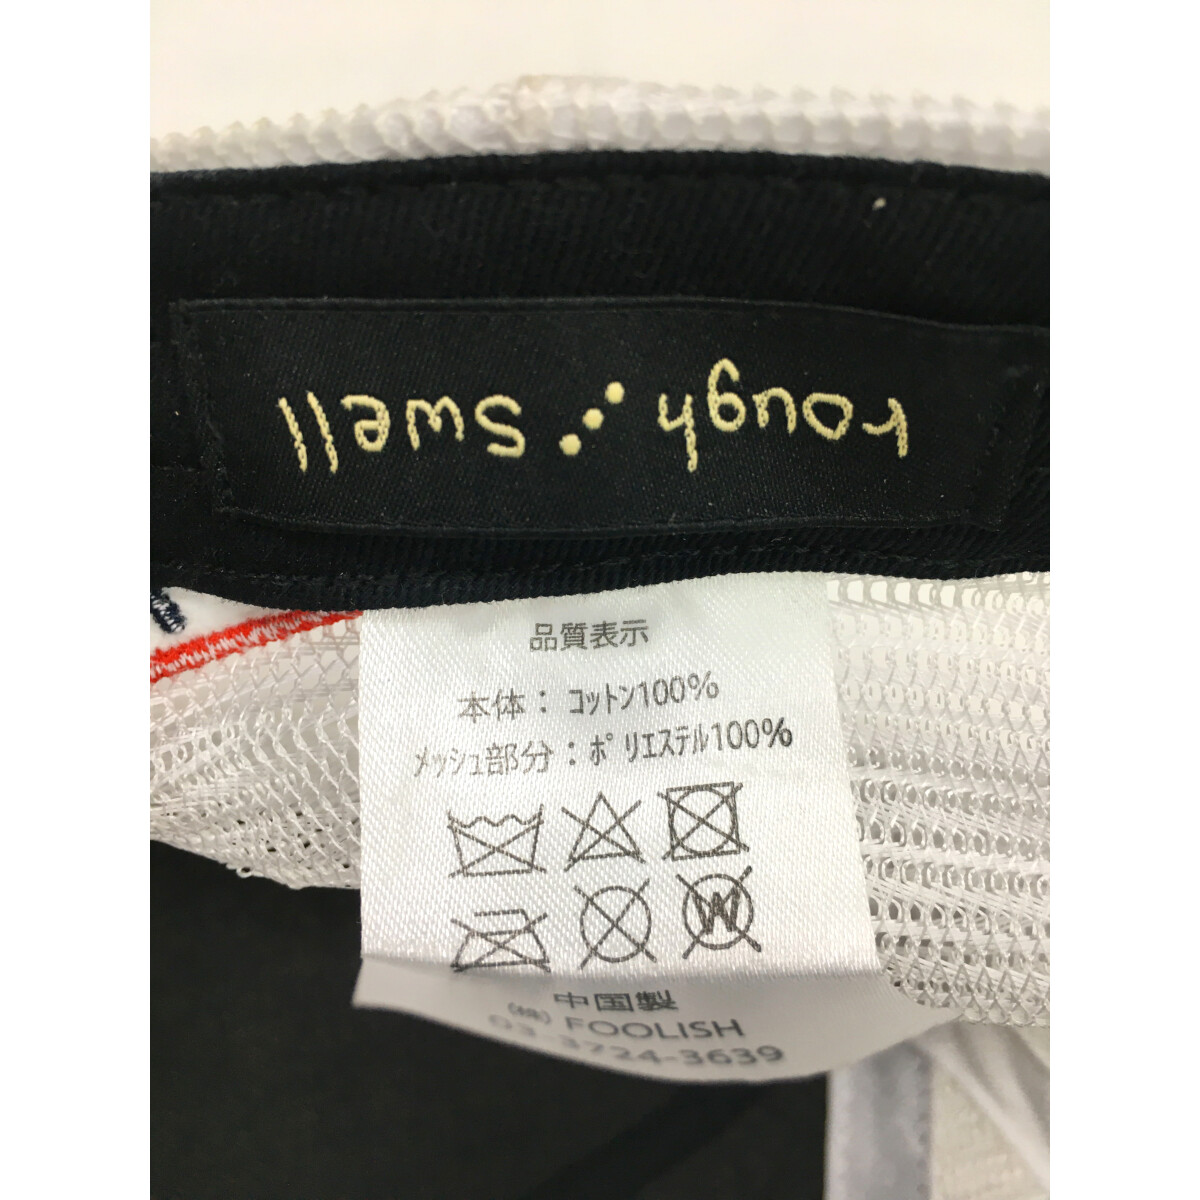 rough swell
品質表示
本体：コットン100%
メッシュ部分：ポリエステル100%
W
中国製
(株) FOOLISH
03-3724-3639